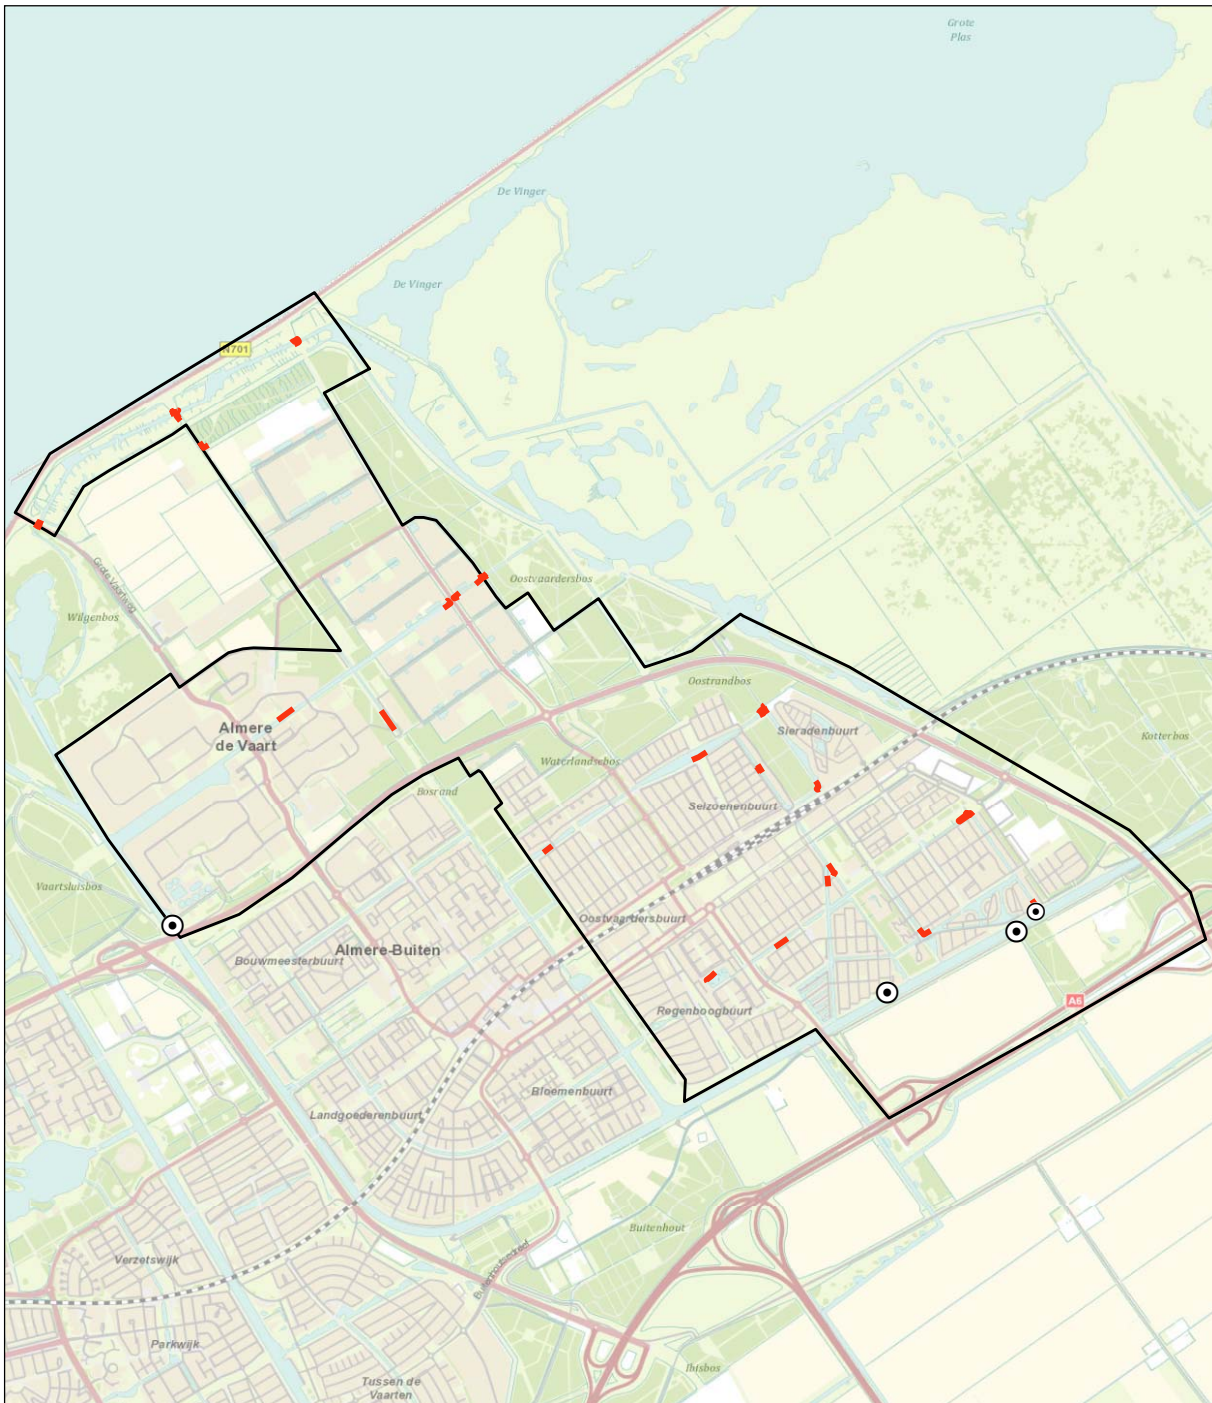 Grote
Plas
De Vinger
De Vinger
N701
Grote Vaartweg
Oostvaardersbos
Wilgenbos
Oostrandbos
Kotterbos
Almere
de Vaart
Sieradenbuurt
Waterlandsebos
Bosrand
Seizoenenbuurt
Vaartsluisbos
Oostvaardersbuurt
Almere-Buiten
Bouwmeesterbuurt
A6
Regenboogbuurt
Bloemenbuurt
Landgoederenbuurt
Buitenhout
Verzetswijk
Buitenhoutsedreef
Parkwijk
Ibisbos
Tussen de
Vaarten